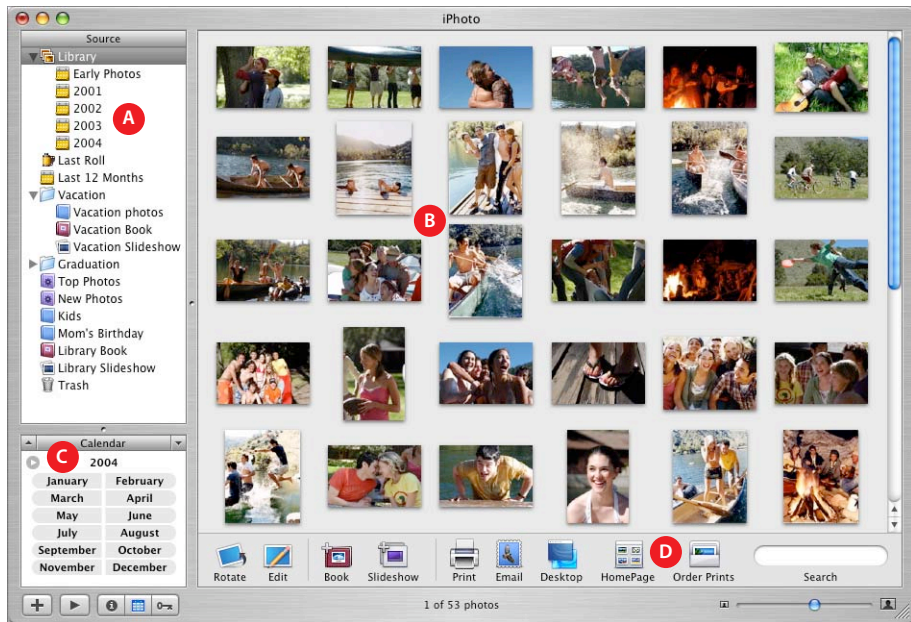 iPhoto
Source
Library
Early Photos
2001
2002
2003
2004
A
Last Roll
Last 12 Months
Vacation
Vacation photos
Vacation Book
Vacation Slideshow
Graduation
Top Photos
New Photos
Kids
Mom's Birthday
Library Book
Library Slideshow
Trash
B
Calendar
C
2004
January February
March April
May June
July August
September October
November December
D
Rotate Edit Book Slideshow Print Email Desktop HomePage Order Prints Search
1 of 53 photos